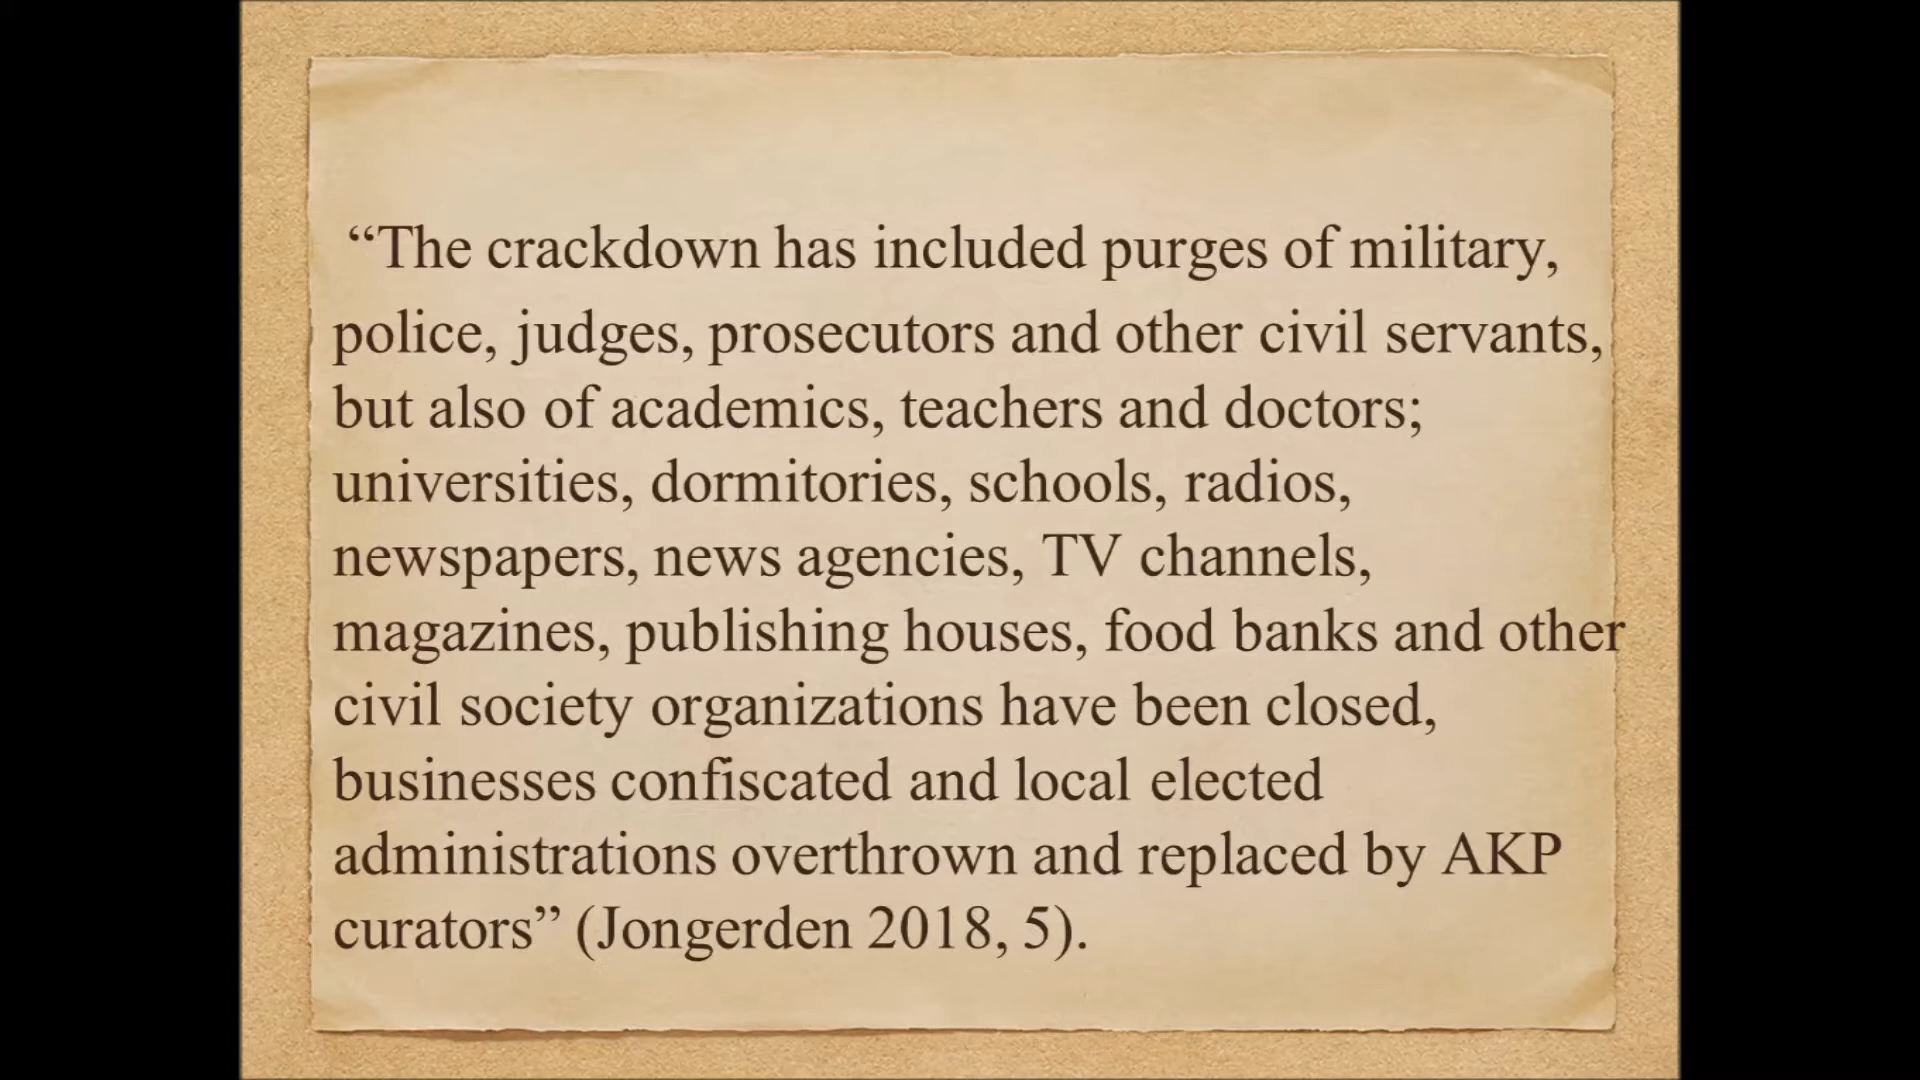 “The crackdown has included purges of military,
police, judges, prosecutors and other civil servants,
but also of academics, teachers and doctors;
universities, dormitories, schools, radios,
newspapers, news agencies, TV channels,
magazines, publishing houses, food banks and other
civil society organizations have been closed,
businesses confiscated and local elected
administrations overthrown and replaced by AKP
curators” (Jongerden 2018, 5).